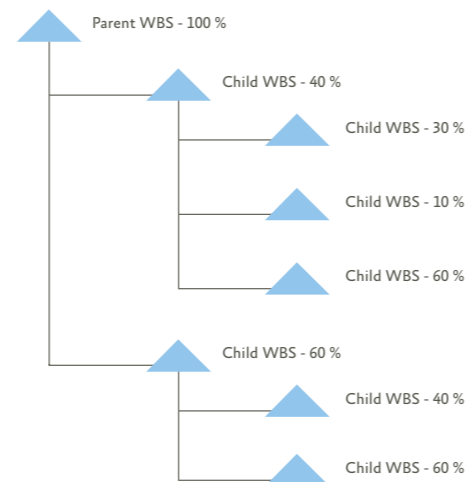 Parent WBS - 100 %
Child WBS - 40 %
Child WBS - 30 %
Child WBS - 10 %
Child WBS - 60 %
Child WBS - 60 %
Child WBS - 40 %
Child WBS - 60 %